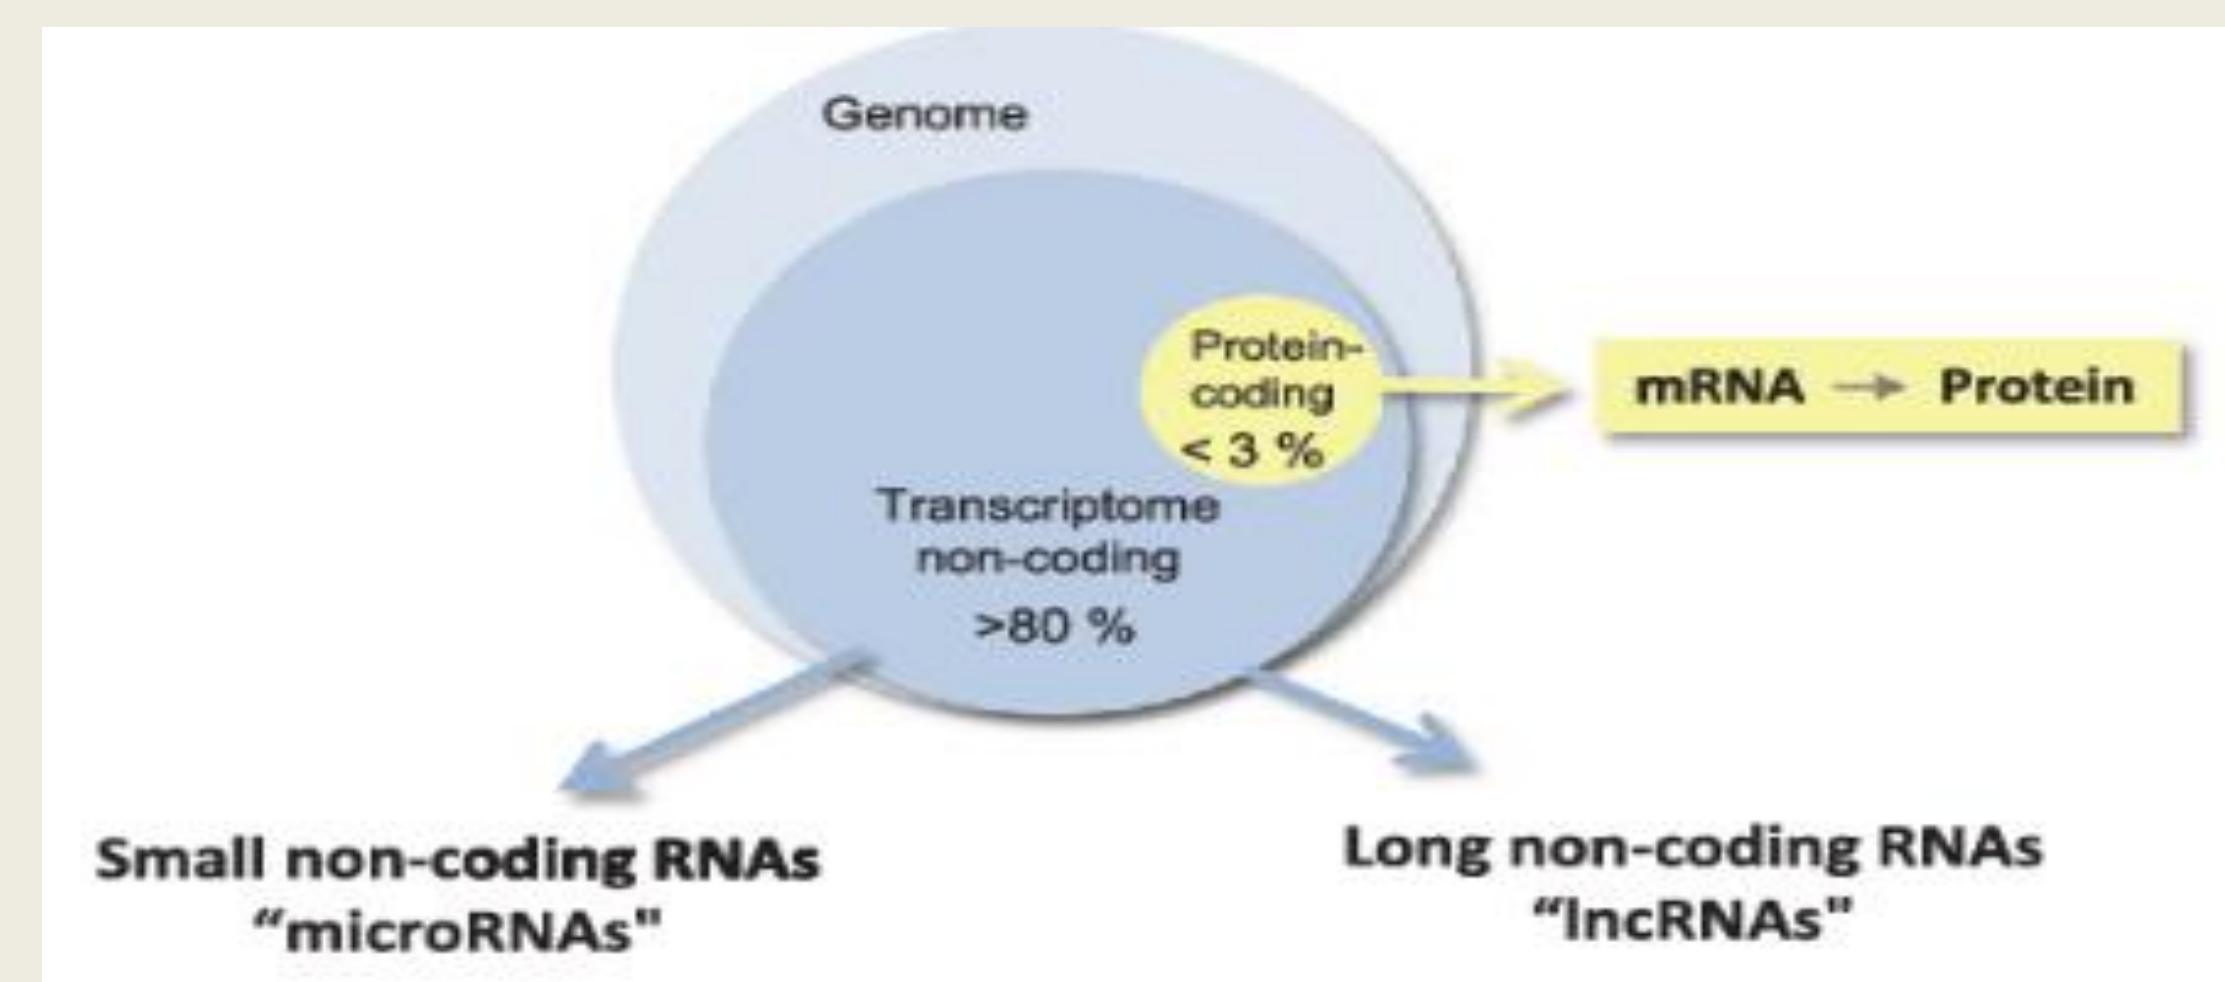 Genome
Protein-
coding
< 3 %
mRNA → Protein
Transcriptome
non-coding
>80 %
Small non-coding RNAs
“microRNAs"
Long non-coding RNAs
“lncRNAs"